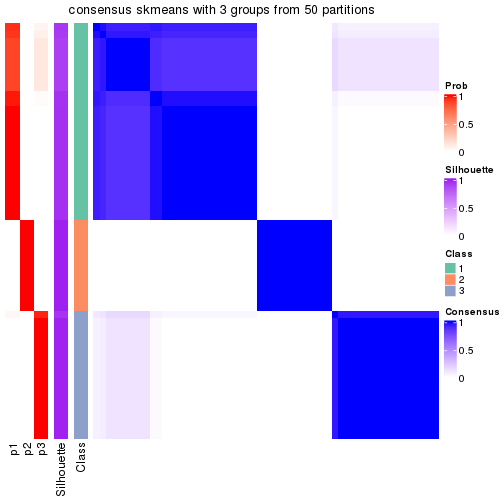 consensus skmeans with 3 groups from 50 partitions
Prob
1
0.5
0
Silhouette
1
0.5
0
Class
1
2
3
Consensus
1
0.5
0
p1
p2
p3
Silhouette
Class